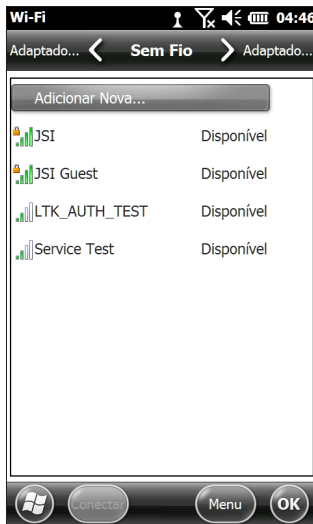 Wi-Fi 04:46
Adaptado... Sem Fio Adaptado...
Adicionar Nova...
JSI Disponível
JSI Guest Disponível
LTK_AUTH_TEST Disponível
Service Test Disponível
Conectar Menu OK